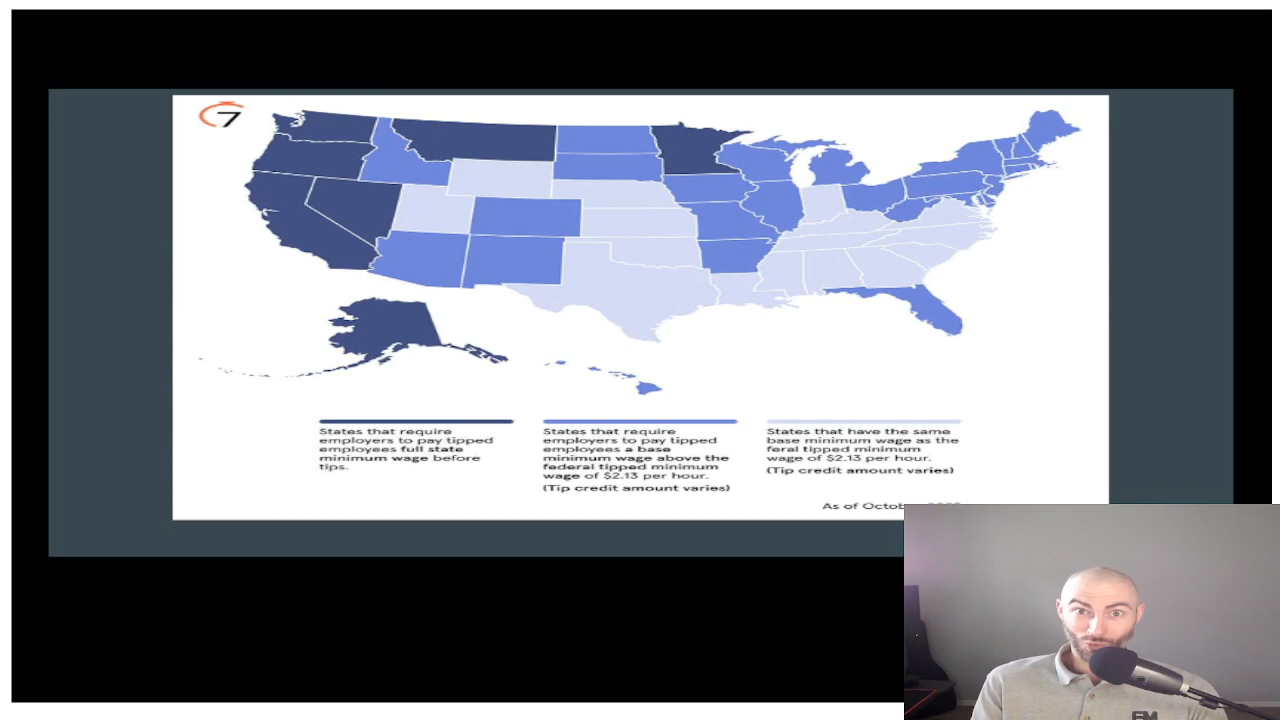 7
States that require
employers to pay tipped
employees full state
minimum wage before
tips.
States that require
employers to pay tipped
employees a base
minimum wage above the
federal tipped minimum
wage of $2.13 per hour.
(Tip credit amount varies)
States that have the same
base minimum wage as the
feral tipped minimum
wage of $2.13 per hour.
(Tip credit amount varies)
As of
FM